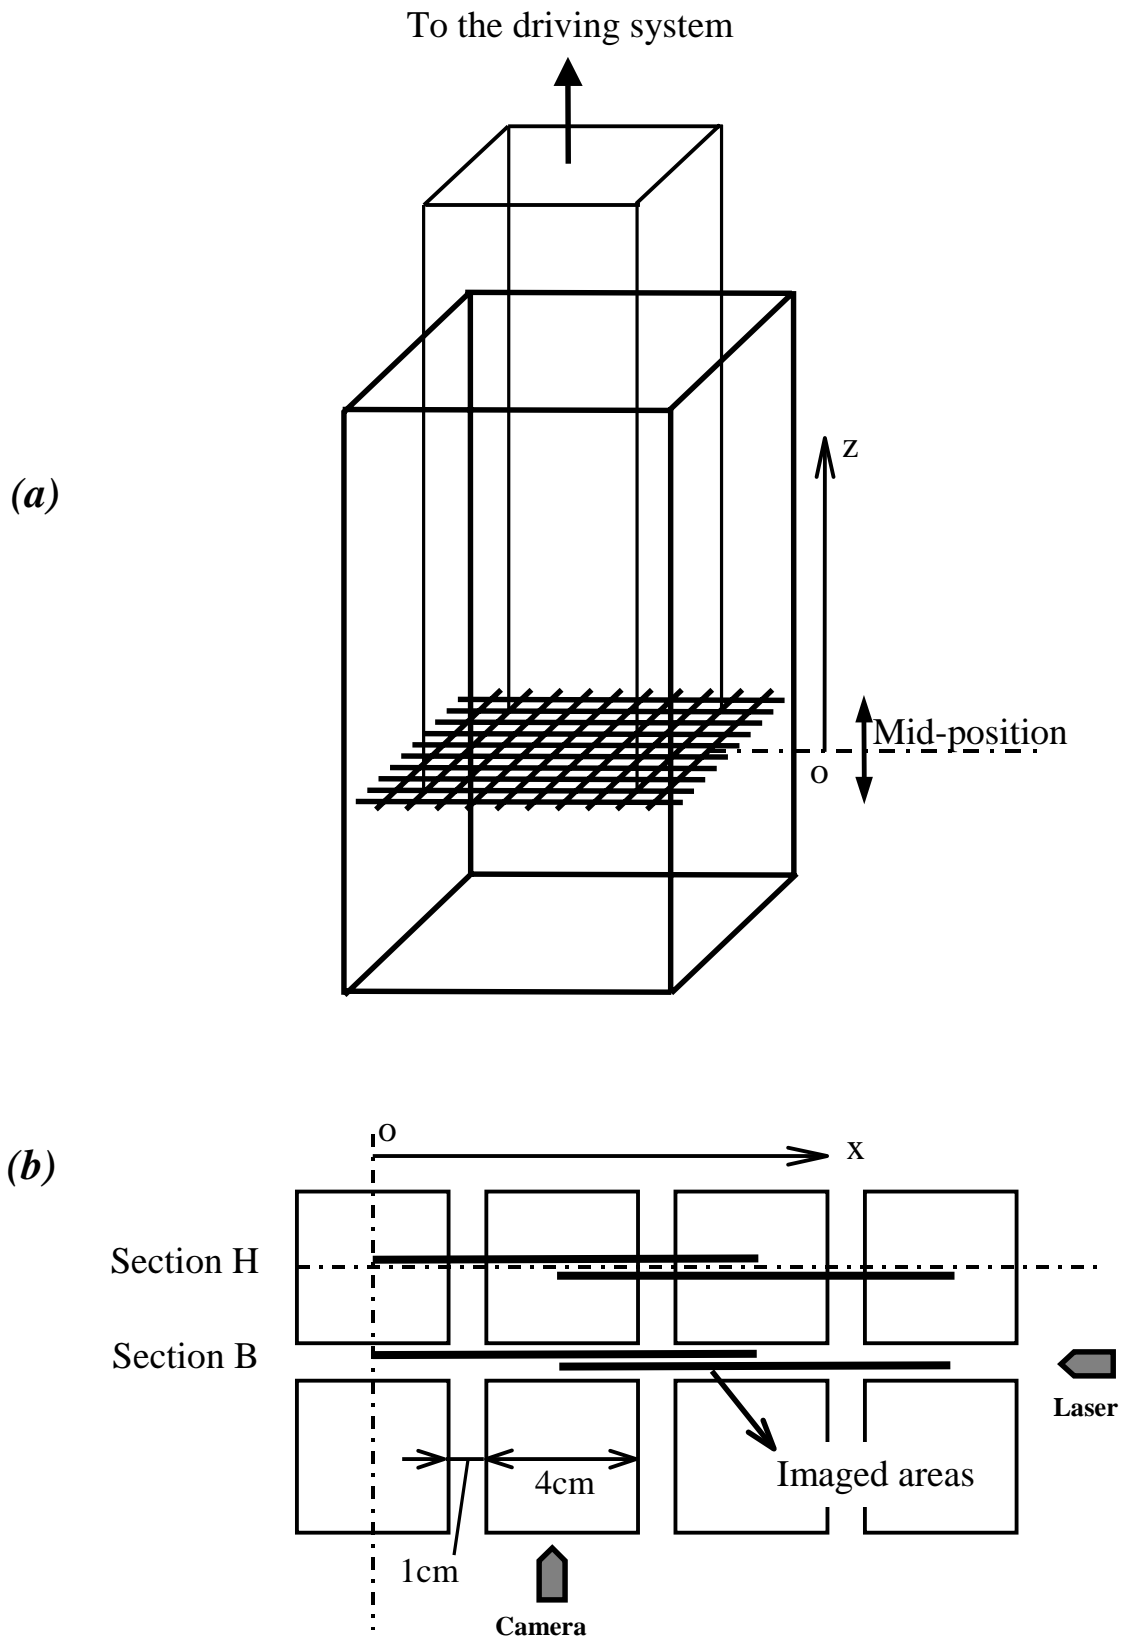 To the driving system
z
(a)
Mid-position
o
o
x
(b)
Section H
Section B
Laser
Imaged areas
4cm
1cm
Camera